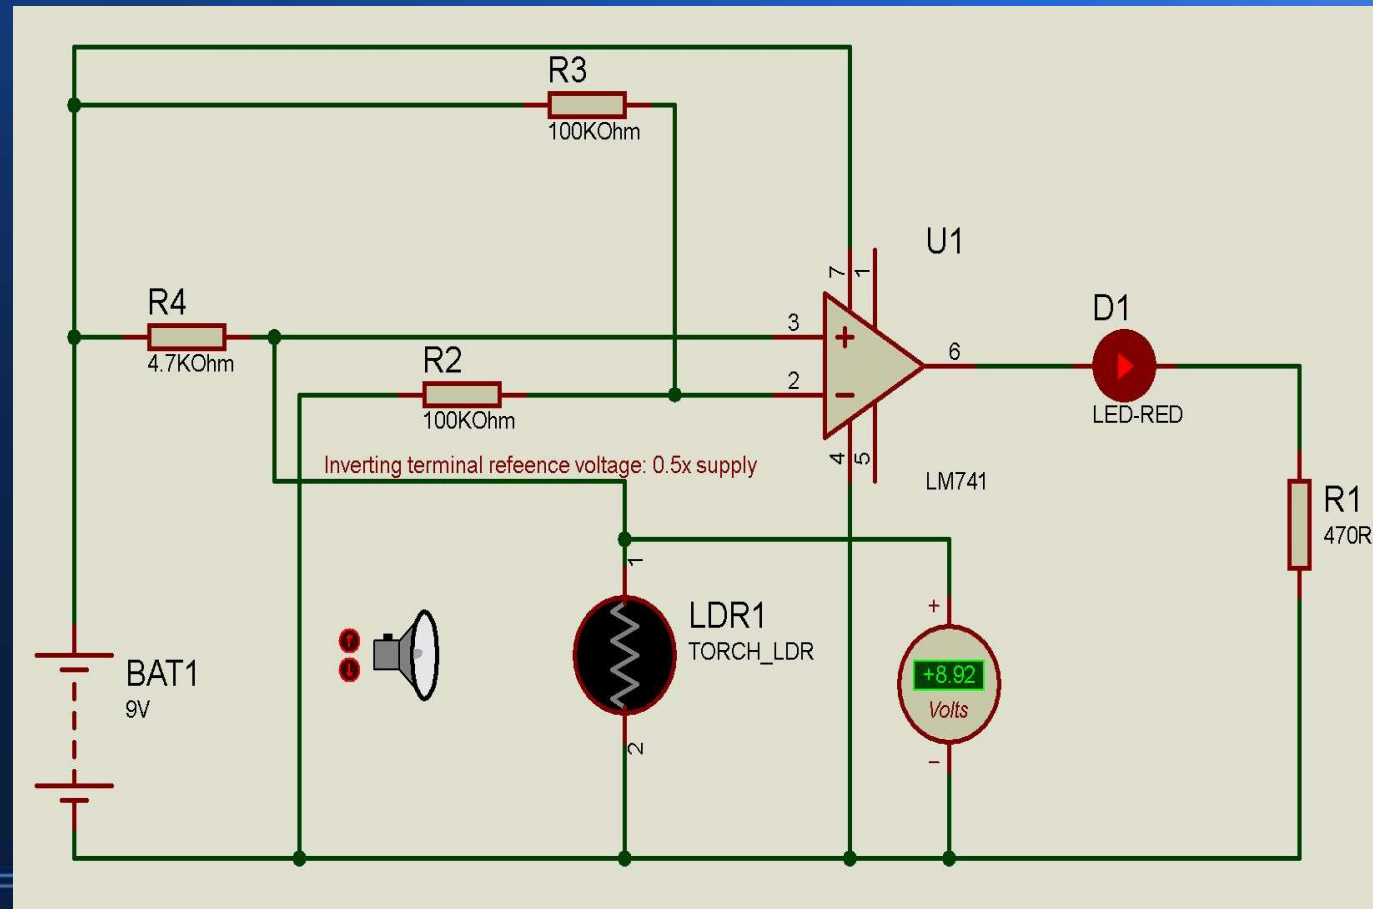 R3
100KOhm
U1
7
1
R4
4.7KOhm
3
+
D1
R2
100KOhm
2
−
6
LED-RED
Inverting terminal refeence voltage: 0.5x supply
4
5
LM741
R1
470R
1
LDR1
TORCH_LDR
BAT1
9V
+
+8.92
Volts
−
2